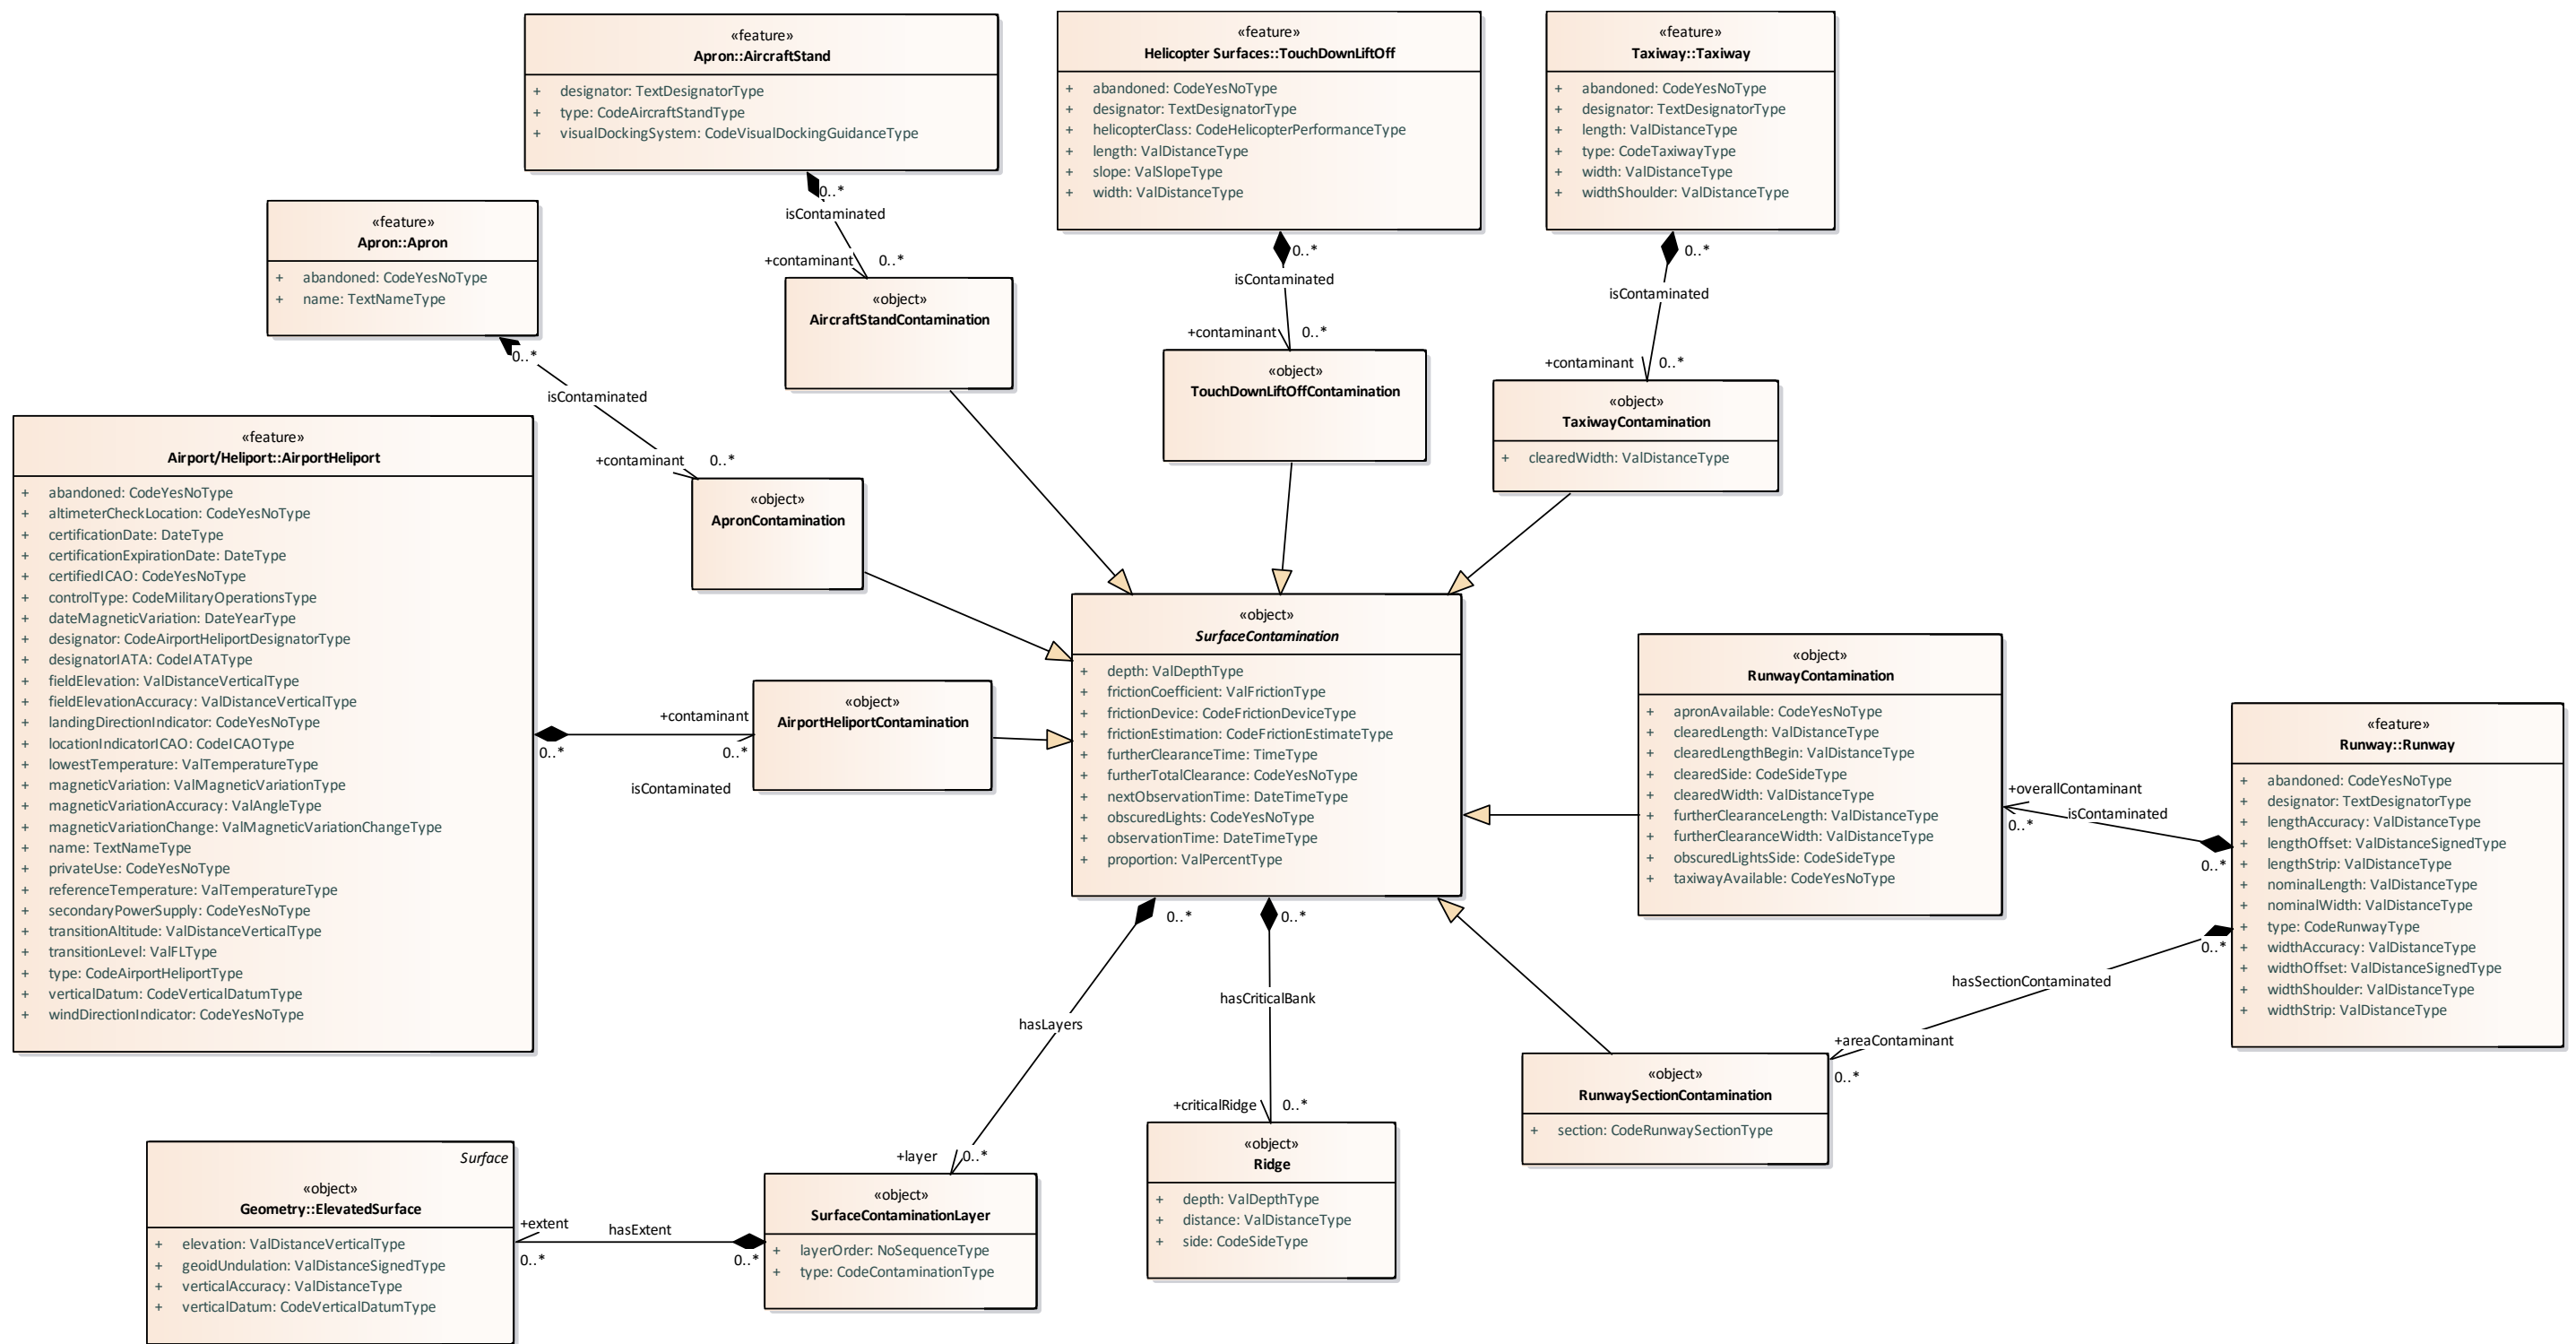 «feature»
Apron::AircraftStand
+ designator: TextDesignatorType
+ type: CodeAircraftStandType
+ visualDockingSystem: CodeVisualDockingGuidanceType
0..*
isContaminated
+contaminant 0..*
«feature»
Helicopter Surfaces::TouchDownLiftOff
+ abandoned: CodeYesNoType
+ designator: TextDesignatorType
+ helicopterClass: CodeHelicopterPerformanceType
+ length: ValDistanceType
+ slope: ValSlopeType
+ width: ValDistanceType
0..*
isContaminated
+contaminant 0..*
«feature»
Taxiway::Taxiway
+ abandoned: CodeYesNoType
+ designator: TextDesignatorType
+ length: ValDistanceType
+ type: CodeTaxiwayType
+ width: ValDistanceType
+ widthShoulder: ValDistanceType
0..*
isContaminated
+contaminant 0..*
«feature»
Apron::Apron
+ abandoned: CodeYesNoType
+ name: TextNameType
0..*
isContaminated
+contaminant 0..*
«object»
AircraftStandContamination
«object»
TouchDownLiftOffContamination
«object»
TaxiwayContamination
+ clearedWidth: ValDistanceType
«object»
ApronContamination
«feature»
Airport/Heliport::AirportHeliport
+ abandoned: CodeYesNoType
+ altimeterCheckLocation: CodeYesNoType
+ certificationDate: DateType
+ certificationExpirationDate: DateType
+ certifiedICAO: CodeYesNoType
+ controlType: CodeMilitaryOperationsType
+ dateMagneticVariation: DateYearType
+ designator: CodeAirportHeliportDesignatorType
+ designatorIATA: CodeIATAType
+ fieldElevation: ValDistanceVerticalType
+ fieldElevationAccuracy: ValDistanceVerticalType
+ landingDirectionIndicator: CodeYesNoType
+ locationIndicatorICAO: CodeICAOType
+ lowestTemperature: ValTemperatureType
+ magneticVariation: ValMagneticVariationType
+ magneticVariationAccuracy: ValAngleType
+ magneticVariationChange: ValMagneticVariationChangeType
+ name: TextNameType
+ privateUse: CodeYesNoType
+ referenceTemperature: ValTemperatureType
+ secondaryPowerSupply: CodeYesNoType
+ transitionAltitude: ValDistanceVerticalType
+ transitionLevel: ValFLType
+ type: CodeAirportHeliportType
+ verticalDatum: CodeVerticalDatumType
+ windDirectionIndicator: CodeYesNoType
+contaminant
0..* 0..*
isContaminated
«object»
AirportHeliportContamination
«object»
SurfaceContamination
+ depth: ValDepthType
+ frictionCoefficient: ValFrictionType
+ frictionDevice: CodeFrictionDeviceType
+ frictionEstimation: CodeFrictionEstimateType
+ furtherClearanceTime: TimeType
+ furtherTotalClearance: CodeYesNoType
+ nextObservationTime: DateTimeType
+ obscuredLights: CodeYesNoType
+ observationTime: DateTimeType
+ proportion: ValPercentType
«object»
RunwayContamination
+ apronAvailable: CodeYesNoType
+ clearedLength: ValDistanceType
+ clearedLengthBegin: ValDistanceType
+ clearedSide: CodeSideType
+ clearedWidth: ValDistanceType
+ furtherClearanceLength: ValDistanceType
+ furtherClearanceWidth: ValDistanceType
+ obscuredLightsSide: CodeSideType
+ taxiwayAvailable: CodeYesNoType
+overallContaminant
isContaminated
0..*
0..*
«feature»
Runway::Runway
+ abandoned: CodeYesNoType
+ designator: TextDesignatorType
+ lengthAccuracy: ValDistanceType
+ lengthOffset: ValDistanceSignedType
+ lengthStrip: ValDistanceType
+ nominalLength: ValDistanceType
+ nominalWidth: ValDistanceType
+ type: CodeRunwayType
+ widthAccuracy: ValDistanceType
+ widthOffset: ValDistanceSignedType
+ widthShoulder: ValDistanceType
+ widthStrip: ValDistanceType
0..*
hasSectionContaminated
+areaContaminant
0..*
0..* 0..*
hasCriticalBank
hasLayers
+criticalRidge 0..*
+layer 0..*
«object»
RunwaySectionContamination
+ section: CodeRunwaySectionType
«object»
Ridge
+ depth: ValDepthType
+ distance: ValDistanceType
+ side: CodeSideType
Surface
«object»
Geometry::ElevatedSurface
+ elevation: ValDistanceVerticalType
+ geoidUndulation: ValDistanceSignedType
+ verticalAccuracy: ValDistanceType
+ verticalDatum: CodeVerticalDatumType
+extent hasExtent
0..* 0..*
«object»
SurfaceContaminationLayer
+ layerOrder: NoSequenceType
+ type: CodeContaminationType